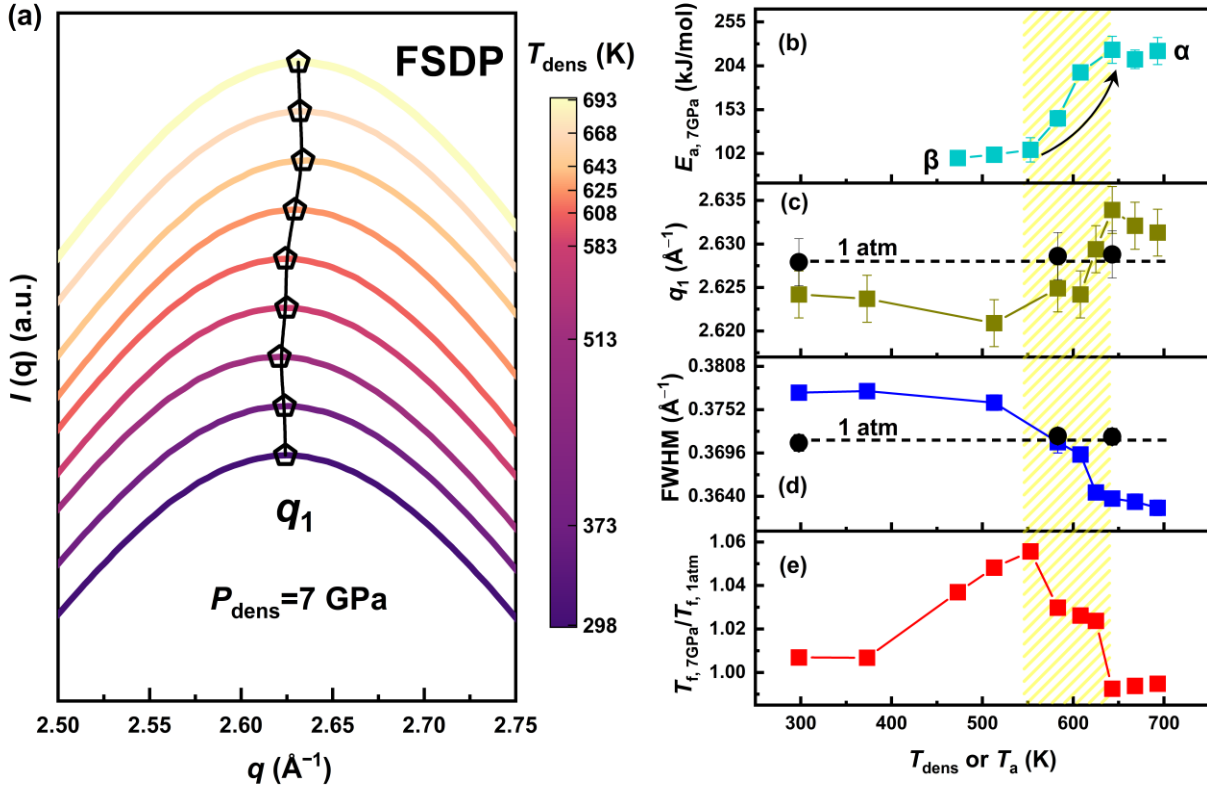 (a)
FSDP
T_dens (K)
693
668
643
625
608
583
513
373
298
q₁
P_dens=7 GPa
I (q) (a.u.)
2.50 2.55 2.60 2.65 2.70 2.75
q (Å⁻¹)
(b)
β
α
255
204
153
102
E_a, 7GPa (kJ/mol)
(c)
1 atm
2.635
2.630
2.625
2.620
q₁ (Å⁻¹)
1 atm
(d)
0.3808
0.3752
0.3696
0.3640
FWHM (Å⁻¹)
(e)
1.06
1.04
1.02
1.00
T_f, 7GPa/T_f, 1atm
300 400 500 600 700
T_dens or T_a (K)